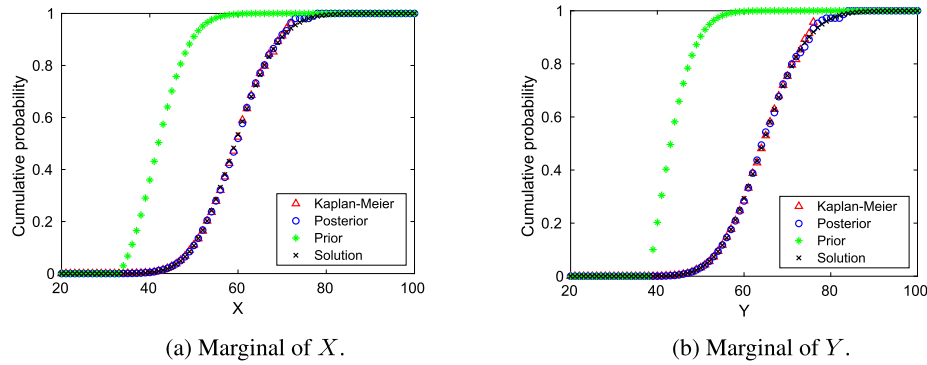 1
0.8
0.6
0.4
0.2
0
Cumulative probability
20 40 60 80 100
X
Kaplan-Meier
Posterior
Prior
Solution
(a) Marginal of X.
1
0.8
0.6
0.4
0.2
0
Cumulative probability
20 40 60 80 100
Y
Kaplan-Meier
Posterior
Prior
Solution
(b) Marginal of Y.